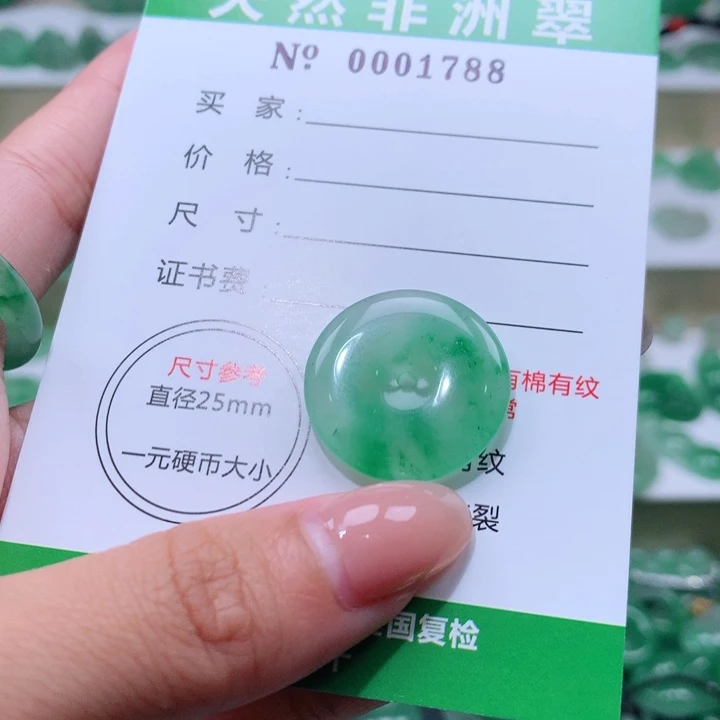 天然非洲翠
Nº 0001788
买 家：
价 格：
尺 寸：
证书费
尺寸參考
直径25mm
一元硬币大小
有棉有纹
纹
裂
国复检